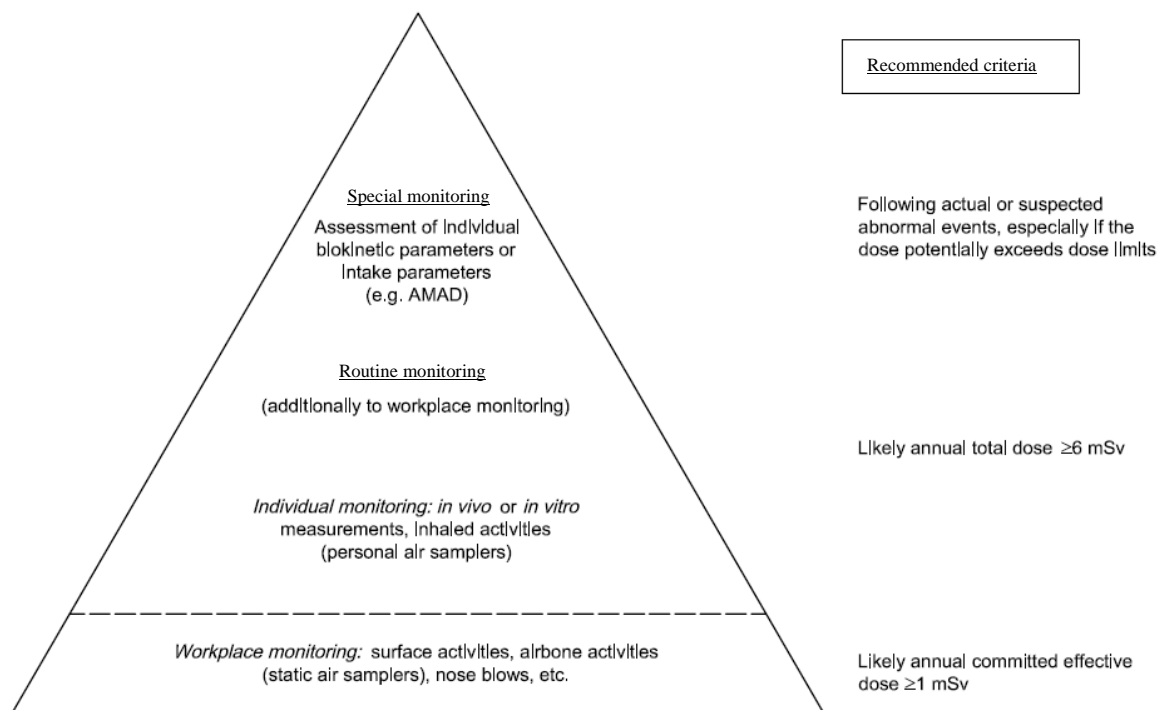 Recommended criteria
Special monitoring
Assessment of individual
biokinetic parameters or
intake parameters
(e.g. AMAD)
Following actual or suspected
abnormal events, especially if the
dose potentially exceeds dose limits
Routine monitoring
(additionally to workplace monitoring)
Likely annual total dose ≥6 mSv
Individual monitoring: in vivo or in vitro
measurements, inhaled activities
(personal air samplers)
Workplace monitoring: surface activities, airbone activities
(static air samplers), nose blows, etc.
Likely annual committed effective
dose ≥1 mSv